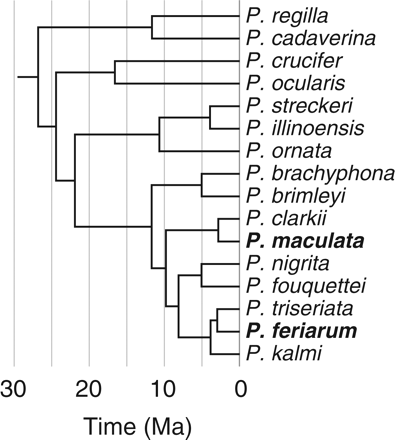 P. regilla
P. cadaverina
P. crucifer
P. ocularis
P. streckeri
P. illinoensis
P. ornata
P. brachyphona
P. brimleyi
P. clarkii
P. maculata
P. nigrita
P. fouquettei
P. triseriata
P. feriarum
P. kalmi
30 20 10 0
Time (Ma)